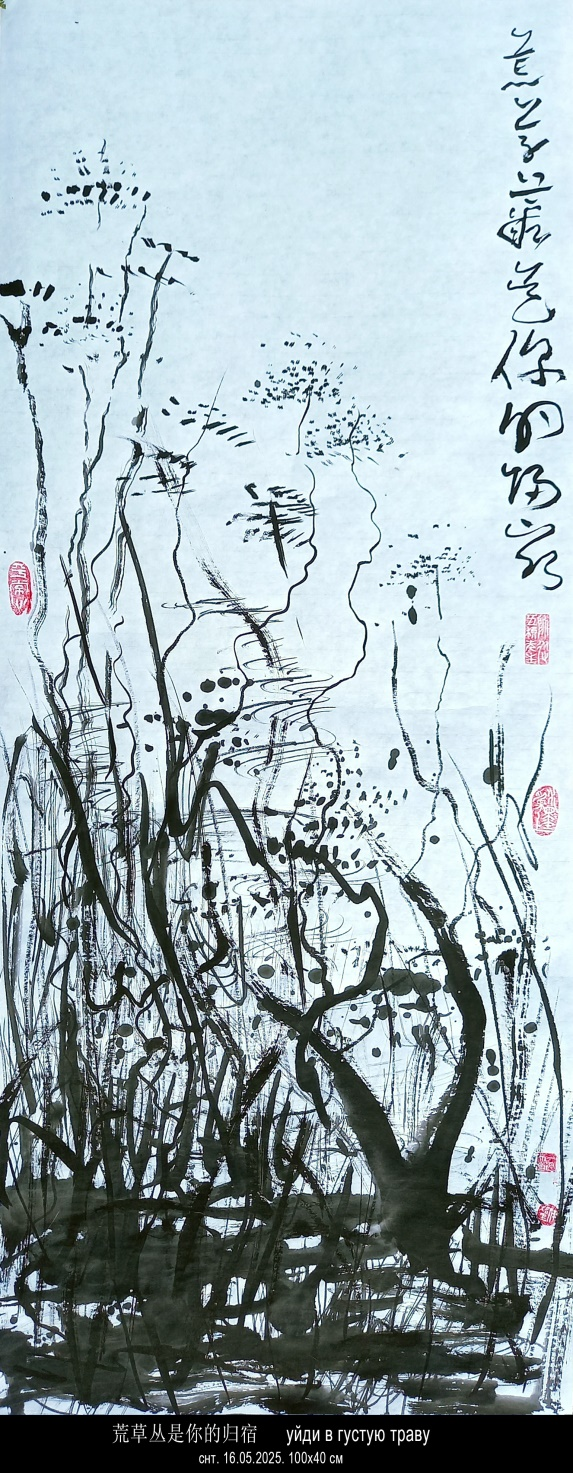 荒草叢是你的归宿
荒草丛是你的归宿 уйди в густую траву
снт. 16.05.2025. 100x40 см